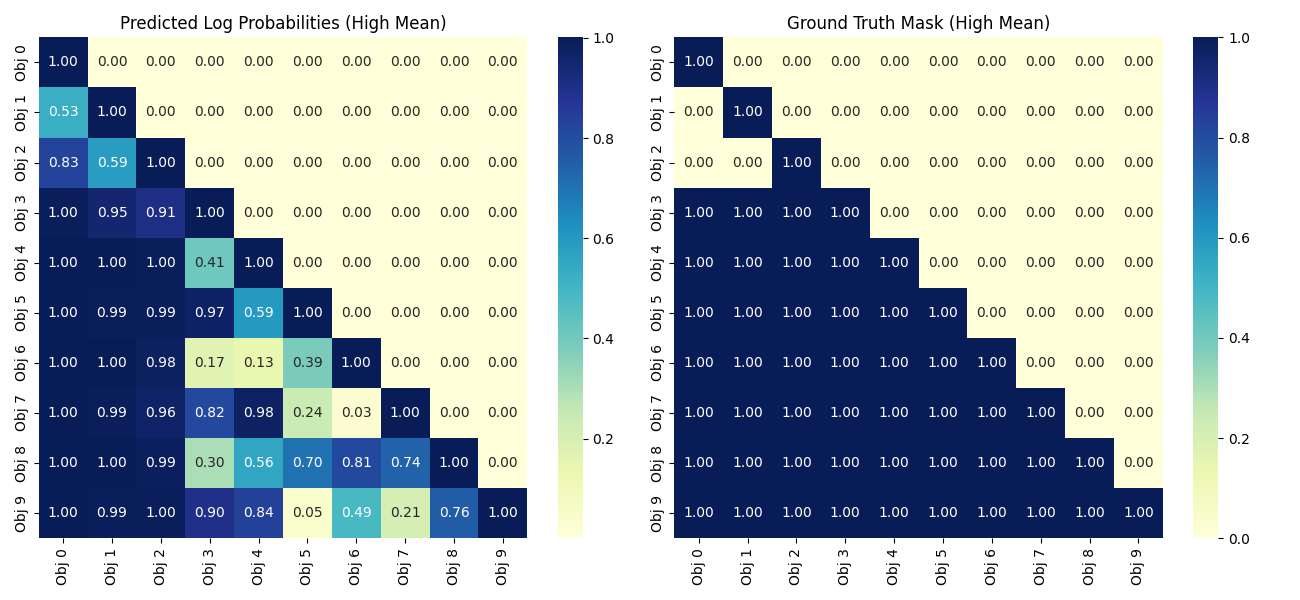 Predicted Log Probabilities (High Mean)
Obj 0 1.00 0.00 0.00 0.00 0.00 0.00 0.00 0.00 0.00 0.00
Obj 1 0.53 1.00 0.00 0.00 0.00 0.00 0.00 0.00 0.00 0.00
Obj 2 0.83 0.59 1.00 0.00 0.00 0.00 0.00 0.00 0.00 0.00
Obj 3 1.00 0.95 0.91 1.00 0.00 0.00 0.00 0.00 0.00 0.00
Obj 4 1.00 1.00 1.00 0.41 1.00 0.00 0.00 0.00 0.00 0.00
Obj 5 1.00 0.99 0.99 0.97 0.59 1.00 0.00 0.00 0.00 0.00
Obj 6 1.00 1.00 0.98 0.17 0.13 0.39 1.00 0.00 0.00 0.00
Obj 7 1.00 0.99 0.96 0.82 0.98 0.24 0.03 1.00 0.00 0.00
Obj 8 1.00 1.00 0.99 0.30 0.56 0.70 0.81 0.74 1.00 0.00
Obj 9 1.00 0.99 1.00 0.90 0.84 0.05 0.49 0.21 0.76 1.00
Obj 0 Obj 1 Obj 2 Obj 3 Obj 4 Obj 5 Obj 6 Obj 7 Obj 8 Obj 9
1.0
0.8
0.6
0.4
0.2
Ground Truth Mask (High Mean)
Obj 0 1.00 0.00 0.00 0.00 0.00 0.00 0.00 0.00 0.00 0.00
Obj 1 0.00 1.00 0.00 0.00 0.00 0.00 0.00 0.00 0.00 0.00
Obj 2 0.00 0.00 1.00 0.00 0.00 0.00 0.00 0.00 0.00 0.00
Obj 3 1.00 1.00 1.00 1.00 0.00 0.00 0.00 0.00 0.00 0.00
Obj 4 1.00 1.00 1.00 1.00 1.00 0.00 0.00 0.00 0.00 0.00
Obj 5 1.00 1.00 1.00 1.00 1.00 1.00 0.00 0.00 0.00 0.00
Obj 6 1.00 1.00 1.00 1.00 1.00 1.00 1.00 0.00 0.00 0.00
Obj 7 1.00 1.00 1.00 1.00 1.00 1.00 1.00 1.00 0.00 0.00
Obj 8 1.00 1.00 1.00 1.00 1.00 1.00 1.00 1.00 1.00 0.00
Obj 9 1.00 1.00 1.00 1.00 1.00 1.00 1.00 1.00 1.00 1.00
Obj 0 Obj 1 Obj 2 Obj 3 Obj 4 Obj 5 Obj 6 Obj 7 Obj 8 Obj 9
1.0
0.8
0.6
0.4
0.2
0.0